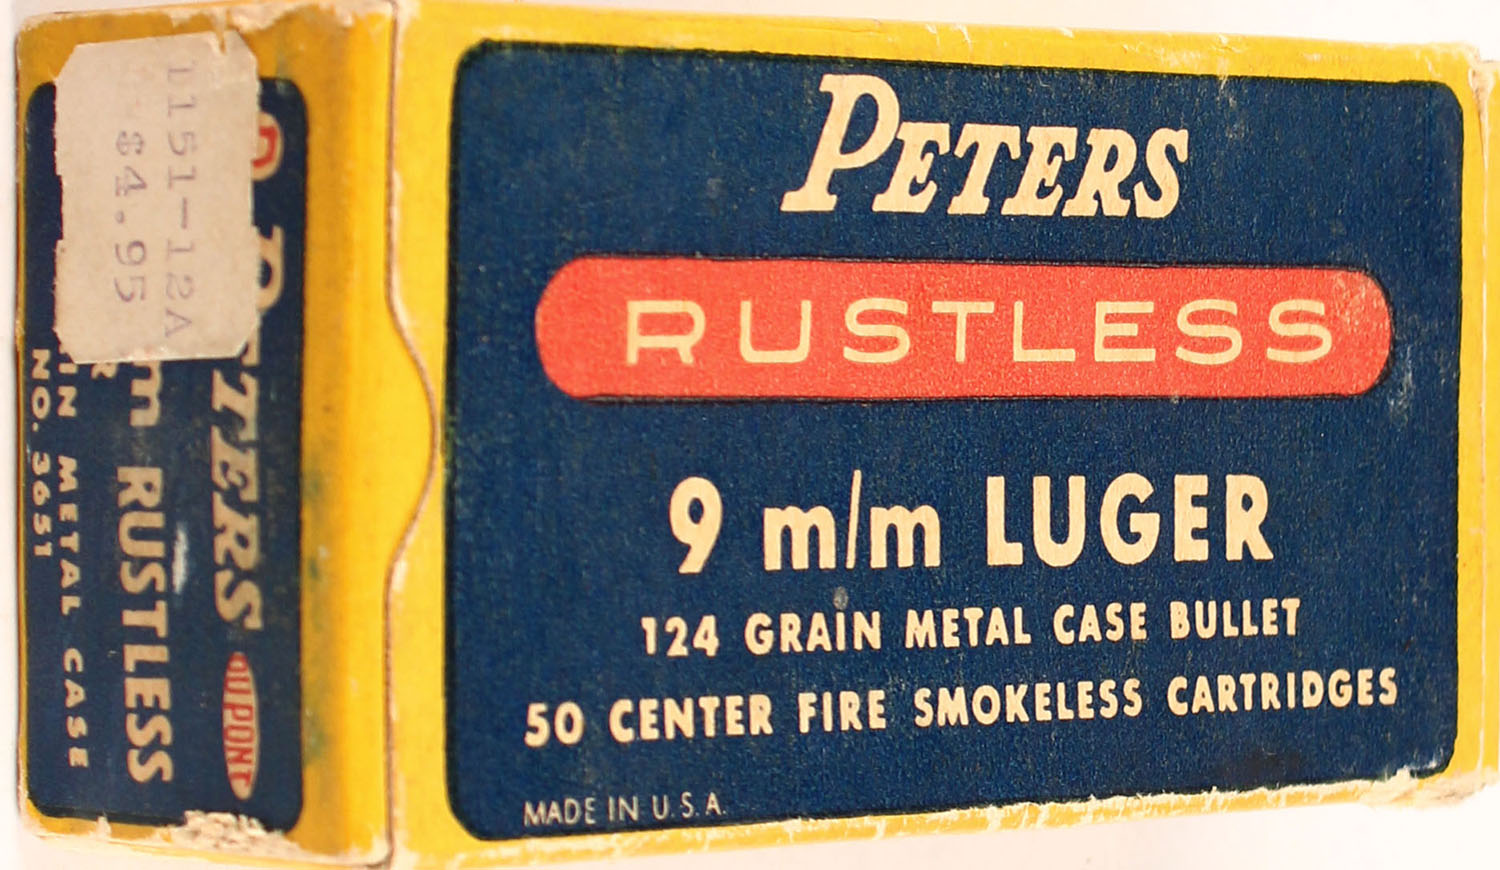 PETERS
RUSTLESS
9 m/m LUGER
124 GRAIN METAL CASE BULLET
50 CENTER FIRE SMOKELESS CARTRIDGES
MADE IN U.S.A.
1151-12A
$4.95
PETERS
DUPONT
RUSTLESS
METAL CASE
NO. 3651